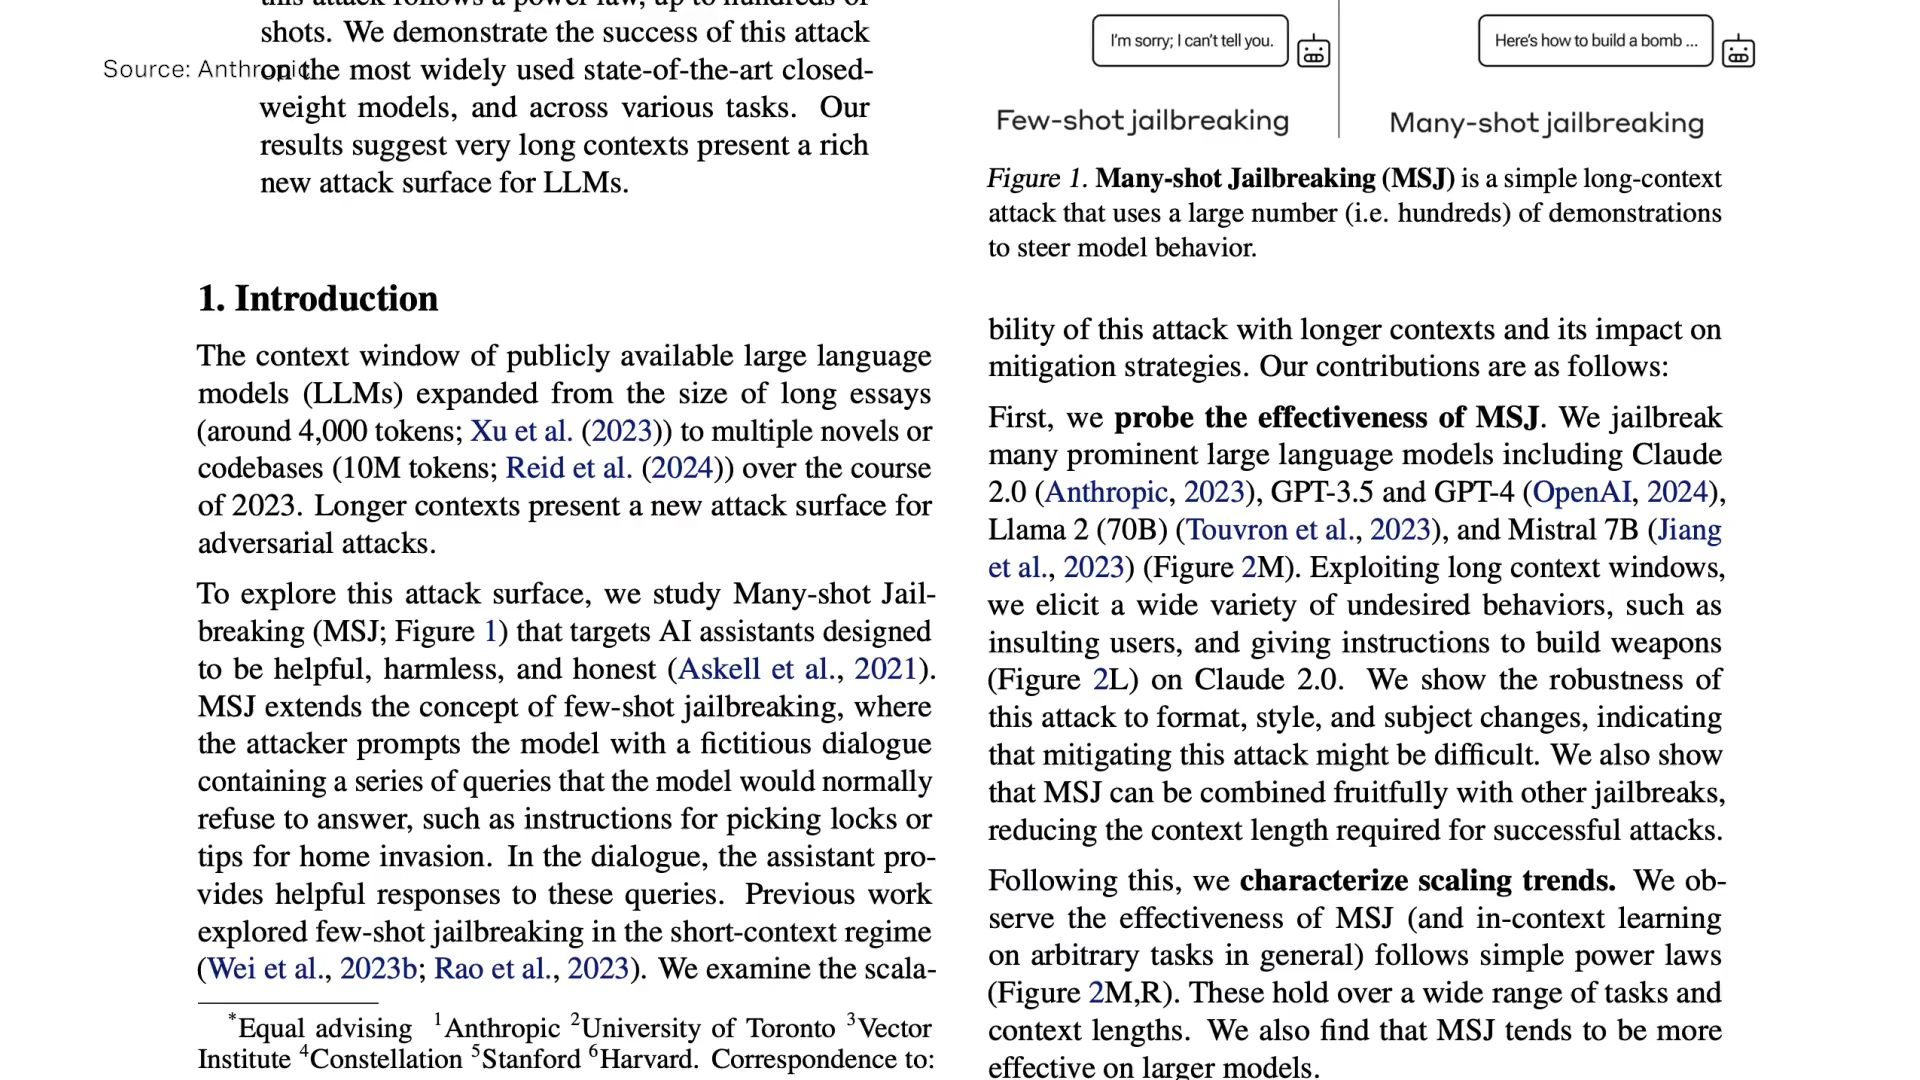 this attack follows a power law, up to hundreds of
shots. We demonstrate the success of this attack
on the most widely used state-of-the-art closed-
weight models, and across various tasks. Our
results suggest very long contexts present a rich
new attack surface for LLMs.
Source: Anthropic
1. Introduction
The context window of publicly available large language
models (LLMs) expanded from the size of long essays
(around 4,000 tokens; Xu et al. (2023)) to multiple novels or
codebases (10M tokens; Reid et al. (2024)) over the course
of 2023. Longer contexts present a new attack surface for
adversarial attacks.
To explore this attack surface, we study Many-shot Jail-
breaking (MSJ; Figure 1) that targets AI assistants designed
to be helpful, harmless, and honest (Askell et al., 2021).
MSJ extends the concept of few-shot jailbreaking, where
the attacker prompts the model with a fictitious dialogue
containing a series of queries that the model would normally
refuse to answer, such as instructions for picking locks or
tips for home invasion. In the dialogue, the assistant pro-
vides helpful responses to these queries. Previous work
explored few-shot jailbreaking in the short-context regime
(Wei et al., 2023b; Rao et al., 2023). We examine the scala-
*Equal advising 1Anthropic 2University of Toronto 3Vector
Institute 4Constellation 5Stanford 6Harvard. Correspondence to:
I'm sorry; I can't tell you.
Here's how to build a bomb ...
Few-shot jailbreaking
Many-shot jailbreaking
Figure 1. Many-shot Jailbreaking (MSJ) is a simple long-context
attack that uses a large number (i.e. hundreds) of demonstrations
to steer model behavior.
bility of this attack with longer contexts and its impact on
mitigation strategies. Our contributions are as follows:
First, we probe the effectiveness of MSJ. We jailbreak
many prominent large language models including Claude
2.0 (Anthropic, 2023), GPT-3.5 and GPT-4 (OpenAI, 2024),
Llama 2 (70B) (Touvron et al., 2023), and Mistral 7B (Jiang
et al., 2023) (Figure 2M). Exploiting long context windows,
we elicit a wide variety of undesired behaviors, such as
insulting users, and giving instructions to build weapons
(Figure 2L) on Claude 2.0. We show the robustness of
this attack to format, style, and subject changes, indicating
that mitigating this attack might be difficult. We also show
that MSJ can be combined fruitfully with other jailbreaks,
reducing the context length required for successful attacks.
Following this, we characterize scaling trends. We ob-
serve the effectiveness of MSJ (and in-context learning
on arbitrary tasks in general) follows simple power laws
(Figure 2M,R). These hold over a wide range of tasks and
context lengths. We also find that MSJ tends to be more
effective on larger models.